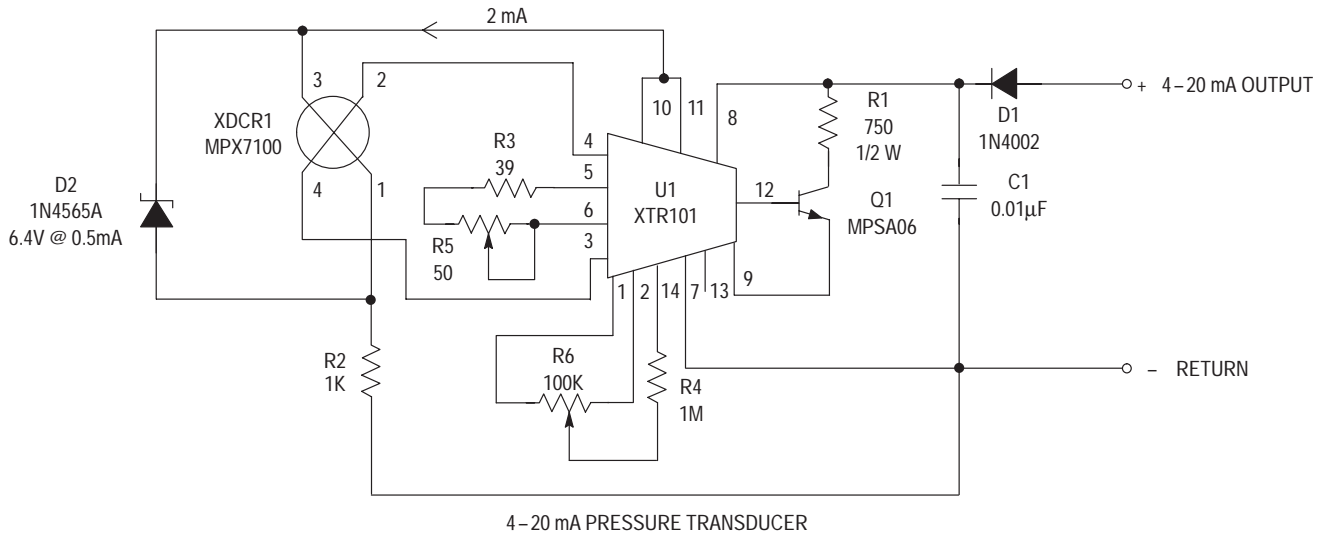 2 mA
3
2
XDCR1
MPX7100
4
1
D2
1N4565A
6.4V @ 0.5mA
R2
1K
R3
39
R5
50
4
5
6
3
10
11
8
U1
XTR101
12
9
1
2
14
7
13
R6
100K
R4
1M
R1
750
1/2 W
Q1
MPSA06
D1
1N4002
C1
0.01µF
+ 4–20 mA OUTPUT
– RETURN
4–20 mA PRESSURE TRANSDUCER